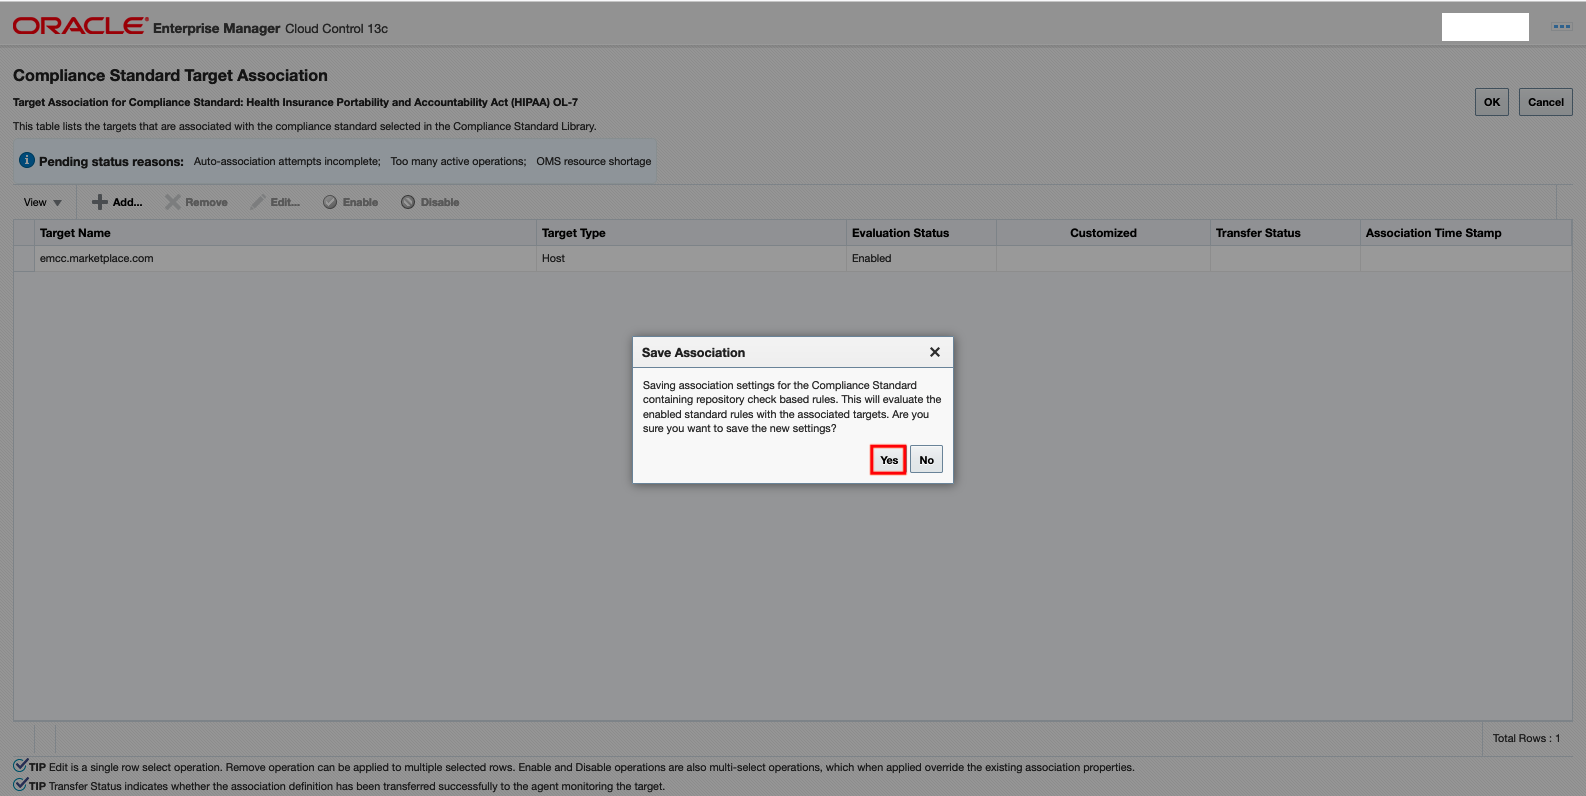 ORACLE® Enterprise Manager Cloud Control 13c
Compliance Standard Target Association
Target Association for Compliance Standard: Health Insurance Portability and Accountability Act (HIPAA) OL-7
OK Cancel
This table lists the targets that are associated with the compliance standard selected in the Compliance Standard Library.
Pending status reasons: Auto-association attempts incomplete; Too many active operations; OMS resource shortage
View Add... Remove Edit... Enable Disable
Target Name Target Type Evaluation Status Customized Transfer Status Association Time Stamp
emcc.marketplace.com Host Enabled
Save Association
Saving association settings for the Compliance Standard
containing repository check based rules. This will evaluate the
enabled standard rules with the associated targets. Are you
sure you want to save the new settings?
Yes No
Total Rows : 1
TIP Edit is a single row select operation. Remove operation can be applied to multiple selected rows. Enable and Disable operations are also multi-select operations, which when applied override the existing association properties.
TIP Transfer Status indicates whether the association definition has been transferred successfully to the agent monitoring the target.